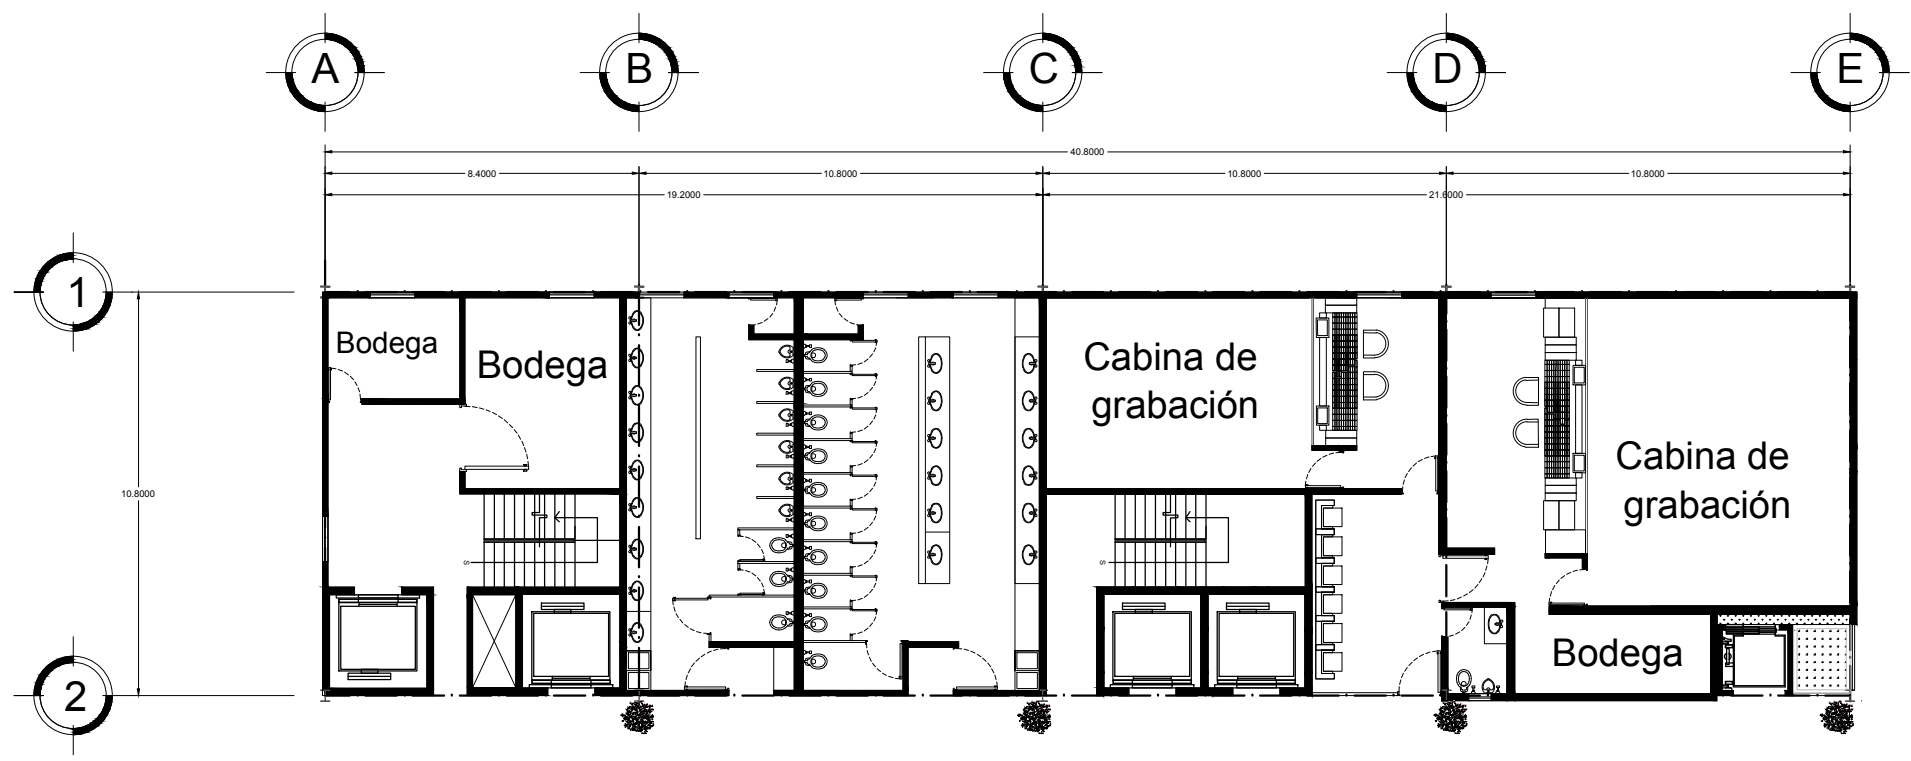 A B C D E
40.8000
8.4000 10.8000 10.8000 10.8000
19.2000 21.6000
1
Bodega
Bodega
Cabina de
grabación
Cabina de
grabación
10.8000
S
S
Bodega
2